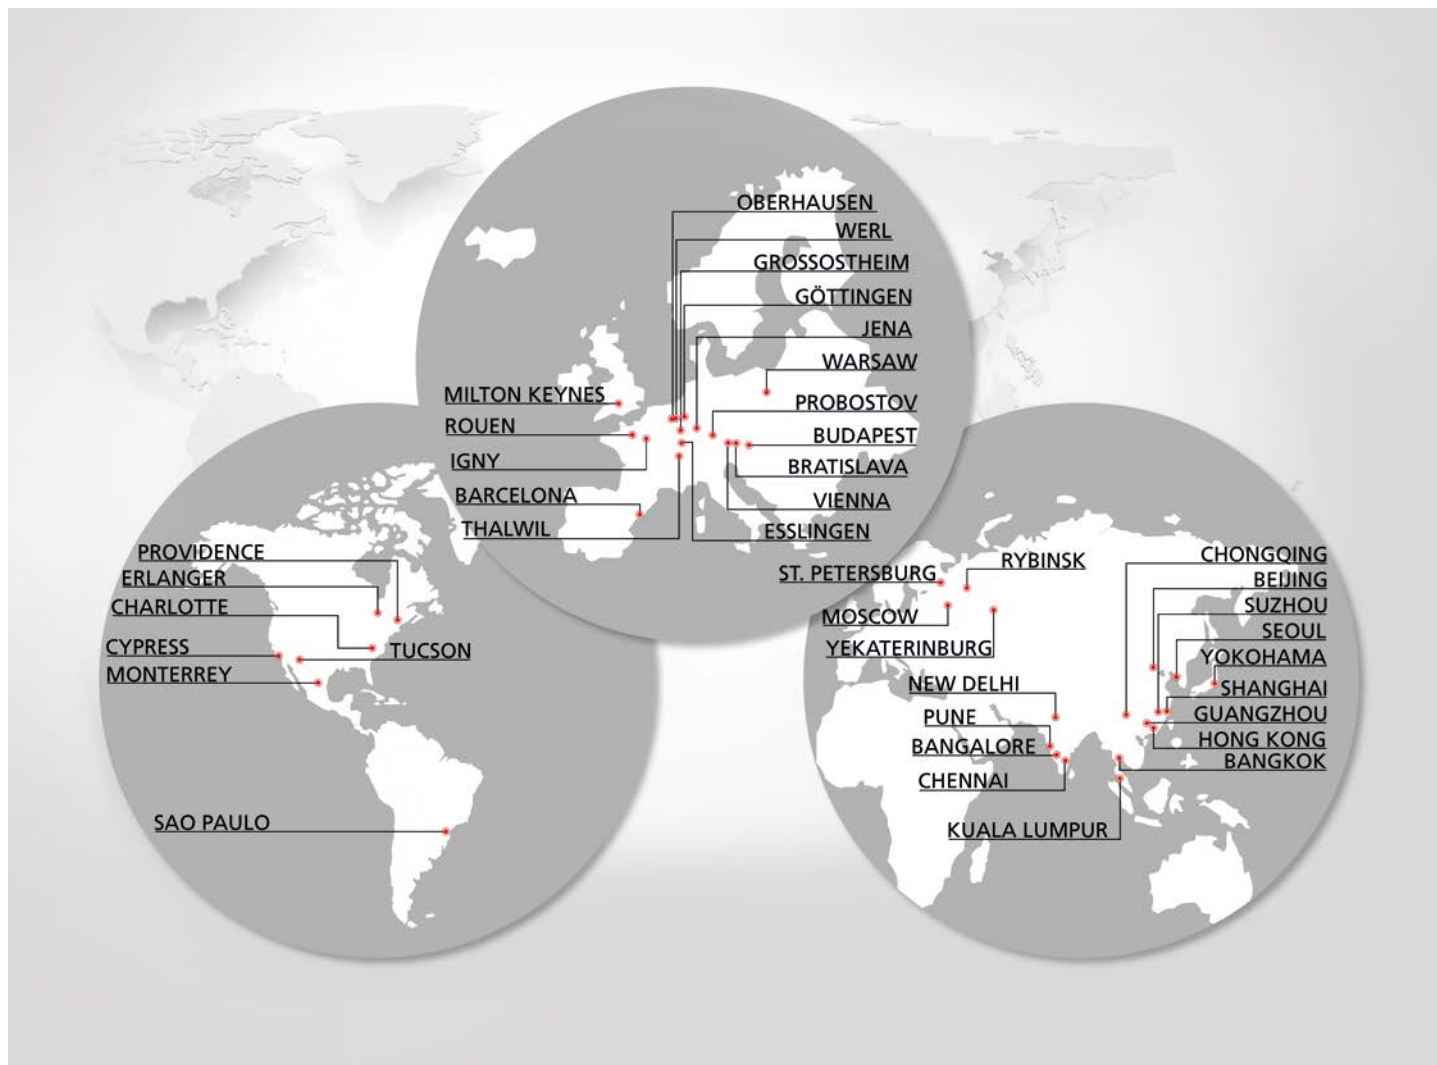 OBERHAUSEN
WERL
GROSSOSTHEIM
GÖTTINGEN
JENA
WARSAW
MILTON KEYNES
PROBOSTOV
ROUEN
BUDAPEST
IGNY
BRATISLAVA
BARCELONA
VIENNA
THALWIL
ESSLINGEN
PROVIDENCE
ERLANGER
CHARLOTTE
CYPRESS
TUCSON
MONTERREY
SAO PAULO
ST. PETERSBURG
RYBINSK
MOSCOW
YEKATERINBURG
NEW DELHI
PUNE
BANGALORE
CHENNAI
KUALA LUMPUR
CHONGQING
BEIJING
SUZHOU
SEOUL
YOKOHAMA
SHANGHAI
GUANGZHOU
HONG KONG
BANGKOK